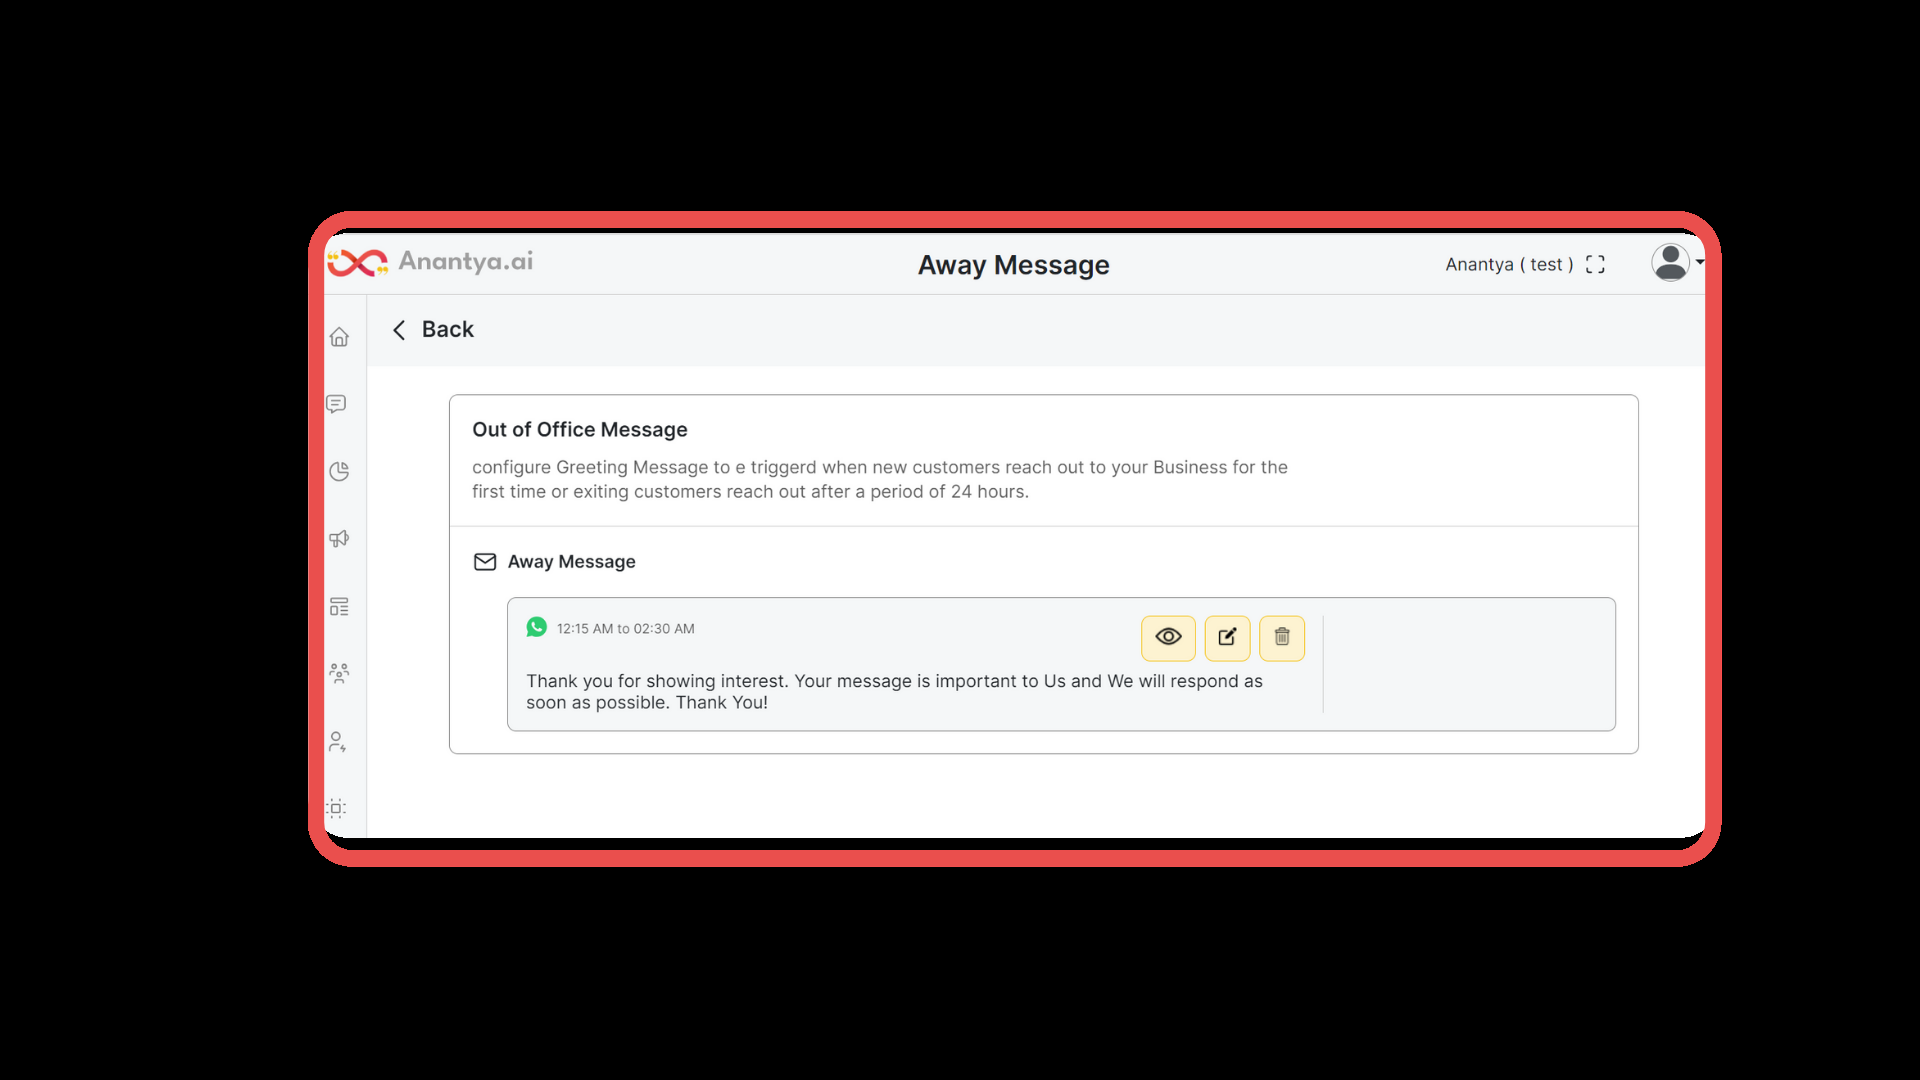 Anantya.ai
Away Message
Anantya ( test )
Back
Out of Office Message
configure Greeting Message to e triggerd when new customers reach out to your Business for the
first time or exiting customers reach out after a period of 24 hours.
Away Message
12:15 AM to 02:30 AM
Thank you for showing interest. Your message is important to Us and We will respond as
soon as possible. Thank You!